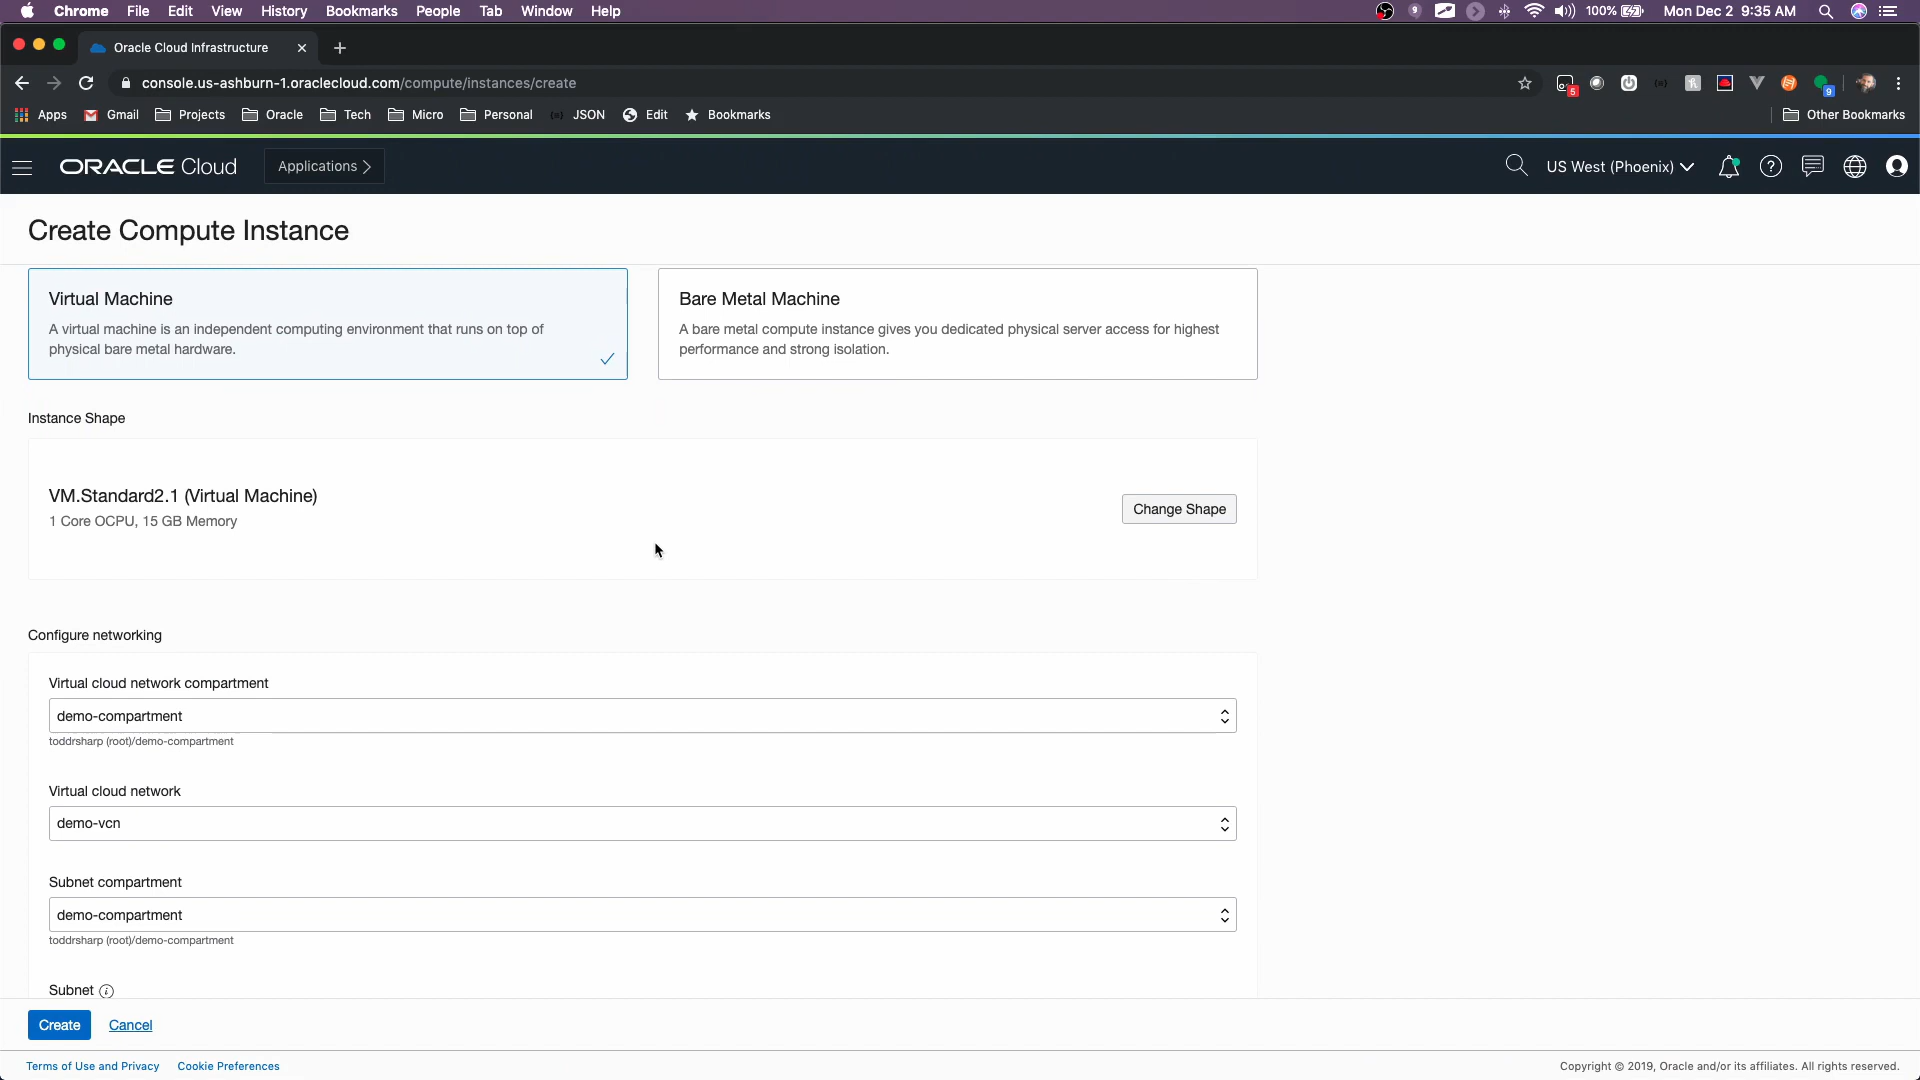 Chrome File Edit View History Bookmarks People Tab Window Help
9 100% Mon Dec 2 9:35 AM
Oracle Cloud Infrastructure
console.us-ashburn-1.oraclecloud.com/compute/instances/create
5 9
Apps Gmail Projects Oracle Tech Micro Personal JSON Edit Bookmarks Other Bookmarks
ORACLE Cloud Applications US West (Phoenix)
Create Compute Instance
Virtual Machine
A virtual machine is an independent computing environment that runs on top of
physical bare metal hardware.
Bare Metal Machine
A bare metal compute instance gives you dedicated physical server access for highest
performance and strong isolation.
Instance Shape
VM.Standard2.1 (Virtual Machine)
1 Core OCPU, 15 GB Memory
Change Shape
Configure networking
Virtual cloud network compartment
demo-compartment
toddrsharp (root)/demo-compartment
Virtual cloud network
demo-vcn
Subnet compartment
demo-compartment
toddrsharp (root)/demo-compartment
Subnet
Create Cancel
Terms of Use and Privacy Cookie Preferences
Copyright © 2019, Oracle and/or its affiliates. All rights reserved.